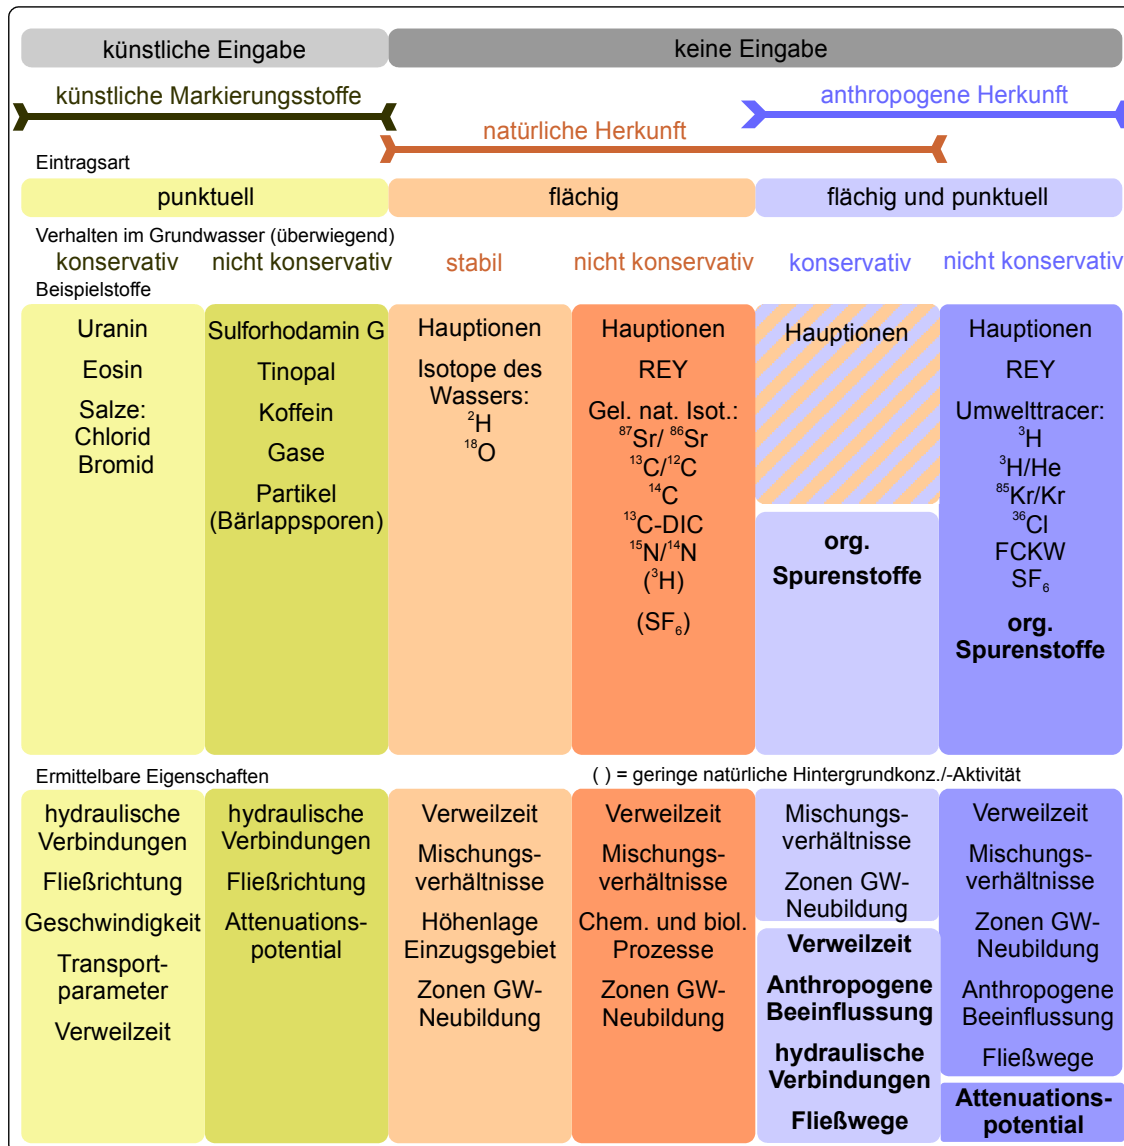 künstliche Eingabe
keine Eingabe
künstliche Markierungsstoffe
anthropogene Herkunft
natürliche Herkunft
Eintragsart
punktuell
flächig
flächig und punktuell
Verhalten im Grundwasser (überwiegend)
konservativ
nicht konservativ
stabil
nicht konservativ
konservativ
nicht konservativ
Beispielstoffe
Uranin
Eosin
Salze:
Chlorid
Bromid
Sulforhodamin G
Tinopal
Koffein
Gase
Partikel
(Bärlappsporen)
Hauptionen
Isotope des
Wassers:
²H
¹⁸O
Hauptionen
REY
Gel. nat. Isot.:
⁸⁷Sr/ ⁸⁶Sr
¹³C/¹²C
¹⁴C
¹³C-DIC
¹⁵N/¹⁴N
(³H)
(SF₆)
Hauptionen
org.
Spurenstoffe
Hauptionen
REY
Umwelttracer:
³H
³H/He
⁸⁵Kr/Kr
³⁶Cl
FCKW
SF₆
org.
Spurenstoffe
Ermittelbare Eigenschaften
( ) = geringe natürliche Hintergrundkonz./-Aktivität
hydraulische
Verbindungen
Fließrichtung
Geschwindigkeit
Transport-
parameter
Verweilzeit
hydraulische
Verbindungen
Fließrichtung
Attenuations-
potential
Verweilzeit
Mischungs-
verhältnisse
Höhenlage
Einzugsgebiet
Zonen GW-
Neubildung
Verweilzeit
Mischungs-
verhältnisse
Chem. und biol.
Prozesse
Zonen GW-
Neubildung
Mischungs-
verhältnisse
Zonen GW-
Neubildung
Verweilzeit
Anthropogene
Beeinflussung
hydraulische
Verbindungen
Fließwege
Verweilzeit
Mischungs-
verhältnisse
Zonen GW-
Neubildung
Anthropogene
Beeinflussung
Fließwege
Attenuations-
potential